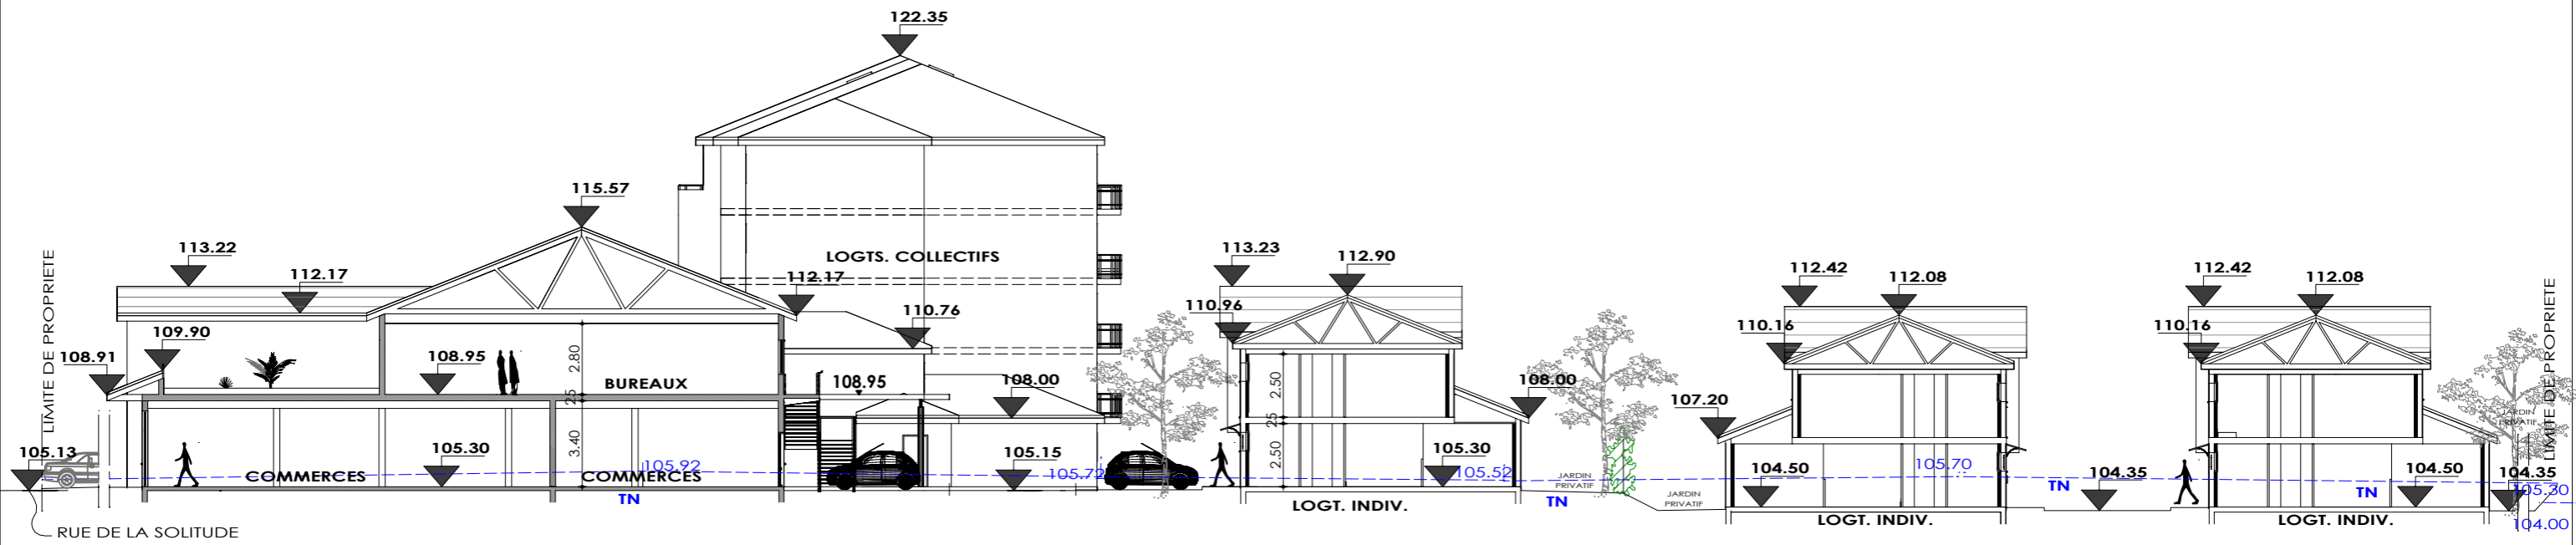 122.35
115.57
113.22
112.17
LOGTS. COLLECTIFS
112.17
109.90
108.91
108.95
2.80
BUREAUX
25
108.95
110.76
108.00
LIMITE DE PROPRIETE
105.13
COMMERCES
105.30
3.40
COMMERCES
105.92
TN
105.15
105.72
RUE DE LA SOLITUDE
113.23
112.90
110.96
2.50
25
2.50
108.00
105.30
105.52
LOGT. INDIV.
TN
JARDIN
PRIVATIF
JARDIN
PRIVATIF
107.20
112.42
112.08
110.16
104.50
105.70
LOGT. INDIV.
TN
104.35
112.42
112.08
110.16
TN
104.50
LOGT. INDIV.
JARDIN
PRIVATIF
LIMITE DE PROPRIETE
104.35
105.30
104.00